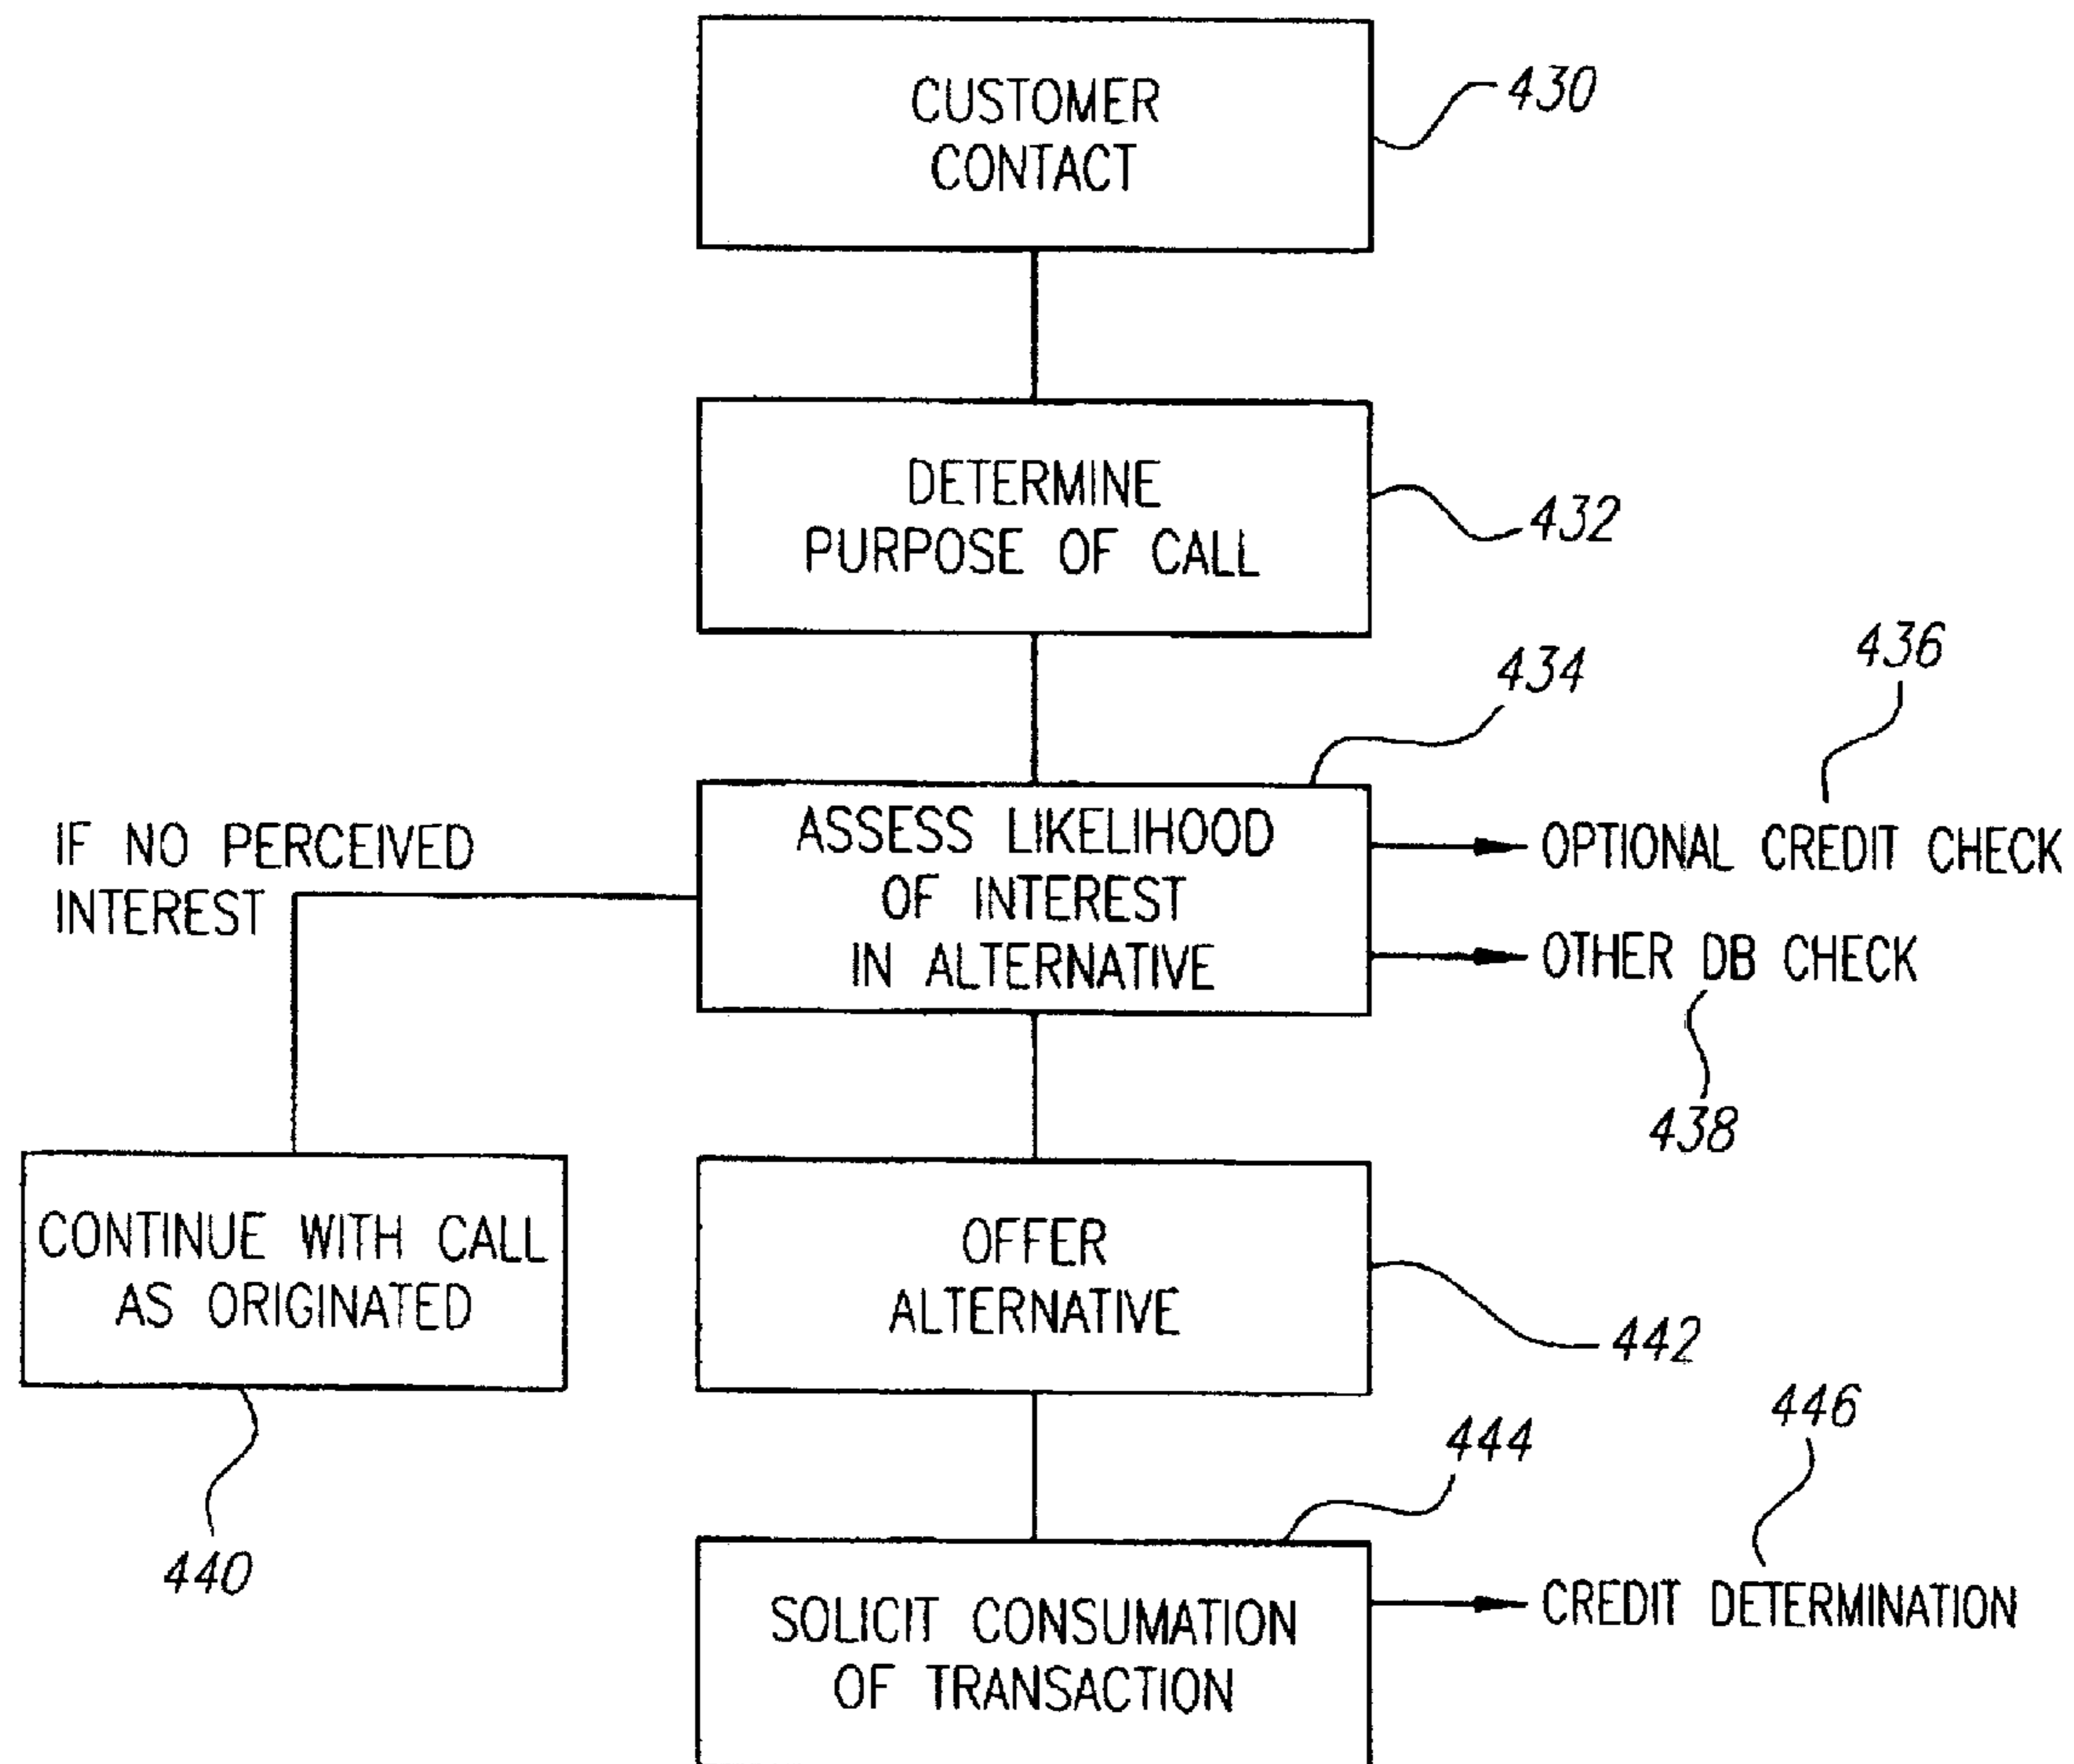 CUSTOMER
CONTACT
430
DETERMINE
PURPOSE OF CALL
432
434
436
IF NO PERCEIVED
INTEREST
ASSESS LIKELIHOOD
OF INTEREST
IN ALTERNATIVE
OPTIONAL CREDIT CHECK
OTHER DB CHECK
438
CONTINUE WITH CALL
AS ORIGINATED
440
OFFER
ALTERNATIVE
442
444
446
SOLICIT CONSUMATION
OF TRANSACTION
CREDIT DETERMINATION